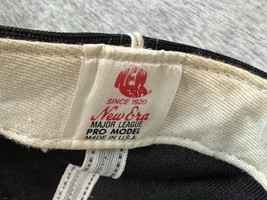 NEW
ERA
SINCE 1920
New Era
MAJOR LEAGUE
PRO MODEL
MADE IN U.S.A.